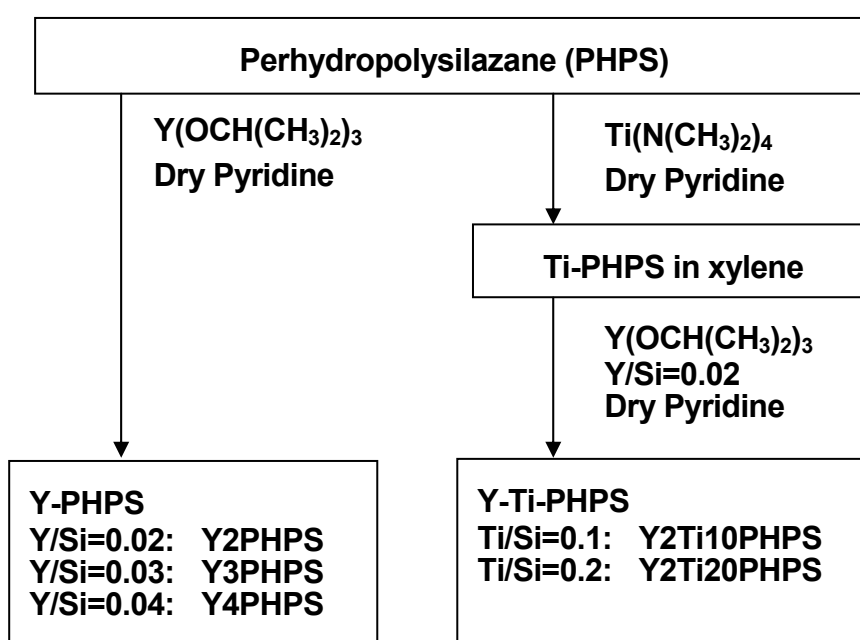 Perhydropolysilazane (PHPS)
Y(OCH(CH₃)₂)₃
Dry Pyridine
Ti(N(CH₃)₂)₄
Dry Pyridine
Ti-PHPS in xylene
Y(OCH(CH₃)₂)₃
Y/Si=0.02
Dry Pyridine
Y-PHPS
Y/Si=0.02: Y2PHPS
Y/Si=0.03: Y3PHPS
Y/Si=0.04: Y4PHPS
Y-Ti-PHPS
Ti/Si=0.1: Y2Ti10PHPS
Ti/Si=0.2: Y2Ti20PHPS